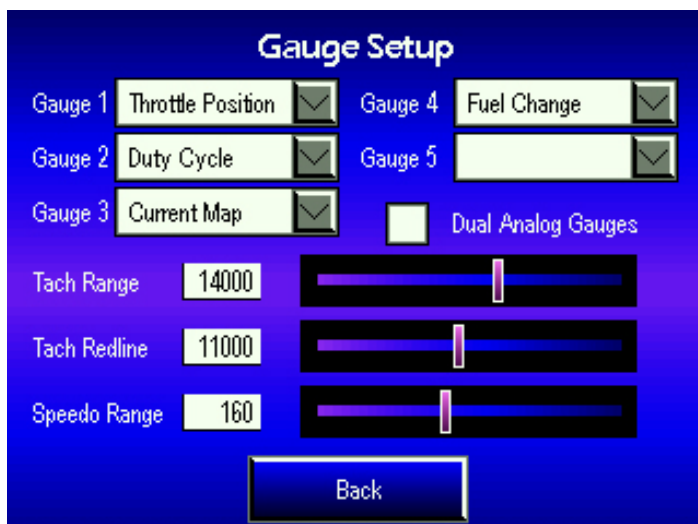 Gauge Setup
Gauge 1 Throttle Position Gauge 4 Fuel Change
Gauge 2 Duty Cycle Gauge 5
Gauge 3 Current Map
Dual Analog Gauges
Tach Range 14000
Tach Redline 11000
Speedo Range 160
Back